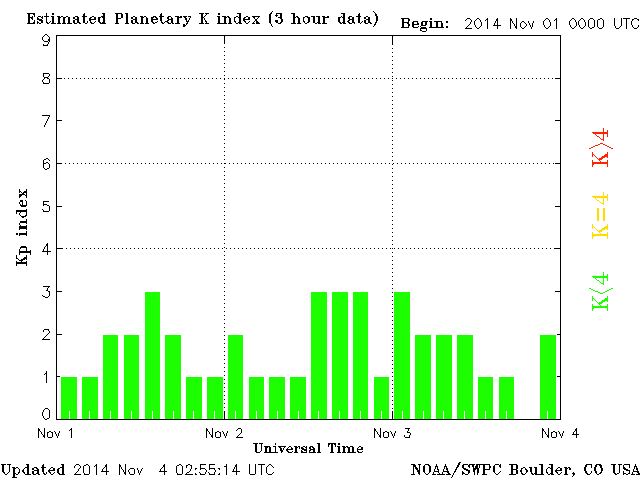 Estimated Planetary K index (3 hour data) Begin: 2014 Nov 01 0000 UTC
9
8
7
6
5
4
3
2
1
0
Kp index
K>4
K=4
K<4
Nov 1 Nov 2 Nov 3 Nov 4
Universal Time
Updated 2014 Nov 4 02:55:14 UTC NOAA/SWPC Boulder, CO USA